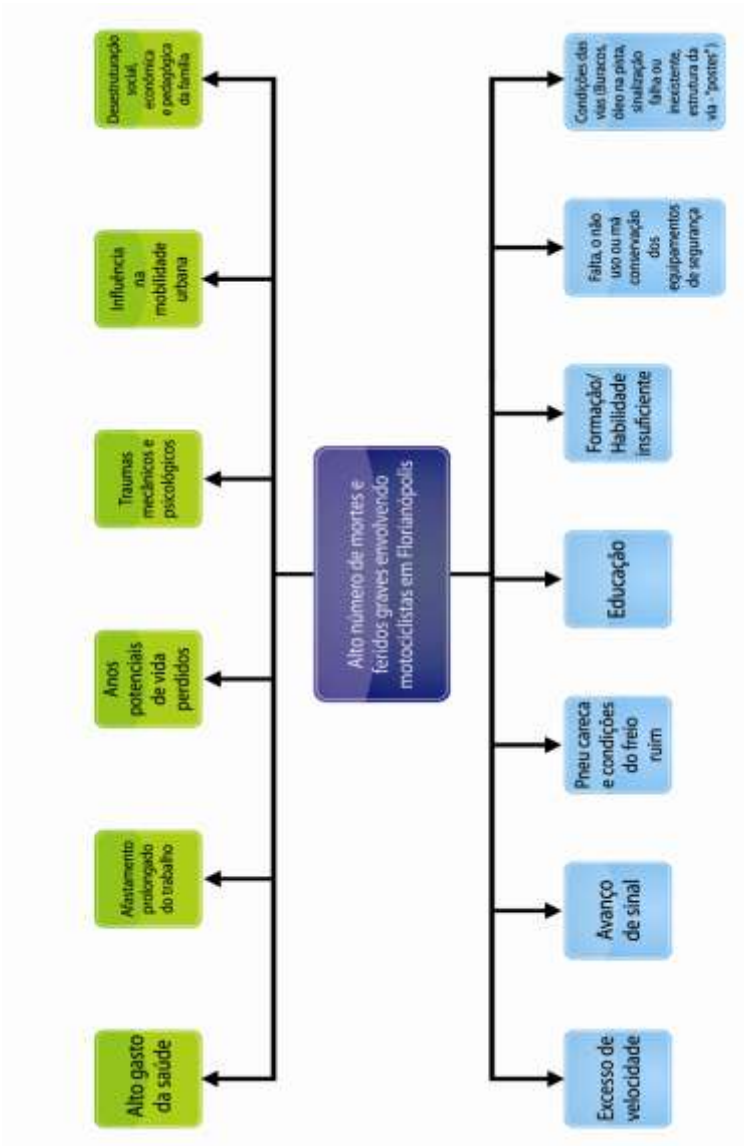 Alto gasto
da saúde
Afastamento
prolongado
do trabalho
Anos
potenciais
de vida
perdidos
Traumas
mecânicos e
psicológicos
Influência
na
mobilidade
urbana
Desestruturação
social,
econômica
e pedagógica
da família
Alto número de mortes e
feridos graves envolvendo
motociclistas em Florianópolis
Excesso de
velocidade
Avanço
de sinal
Pneu careca
e condições
do freio
ruim
Educação
Formação/
Habilidade
insuficiente
Falta, o não
uso ou má
conservação
dos
equipamentos
de segurança
Condições das
vias (Buracos,
óleo na pista,
sinalização
falha ou
inexistente,
estrutura da
via - "postes")